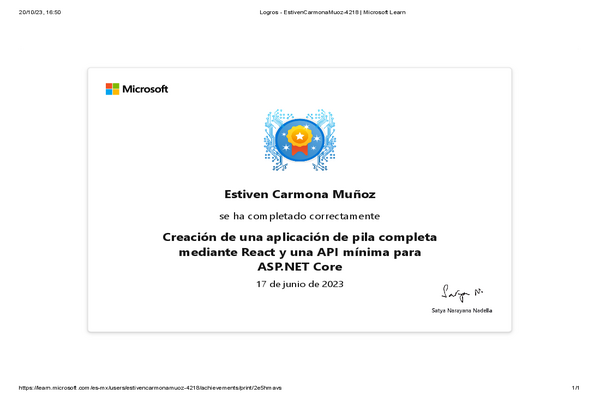 20/10/23, 16:50
Logros - EstivenCarmonaMuoz-4218 | Microsoft Learn
Microsoft
Estiven Carmona Muñoz
se ha completado correctamente
Creación de una aplicación de pila completa
mediante React y una API mínima para
ASP.NET Core
17 de junio de 2023
Satya N.
Satya Narayana Nadella
https://learn.microsoft.com/es-mx/users/estivencarmonamuoz-4218/achievements/print/2e5hmavs
1/1